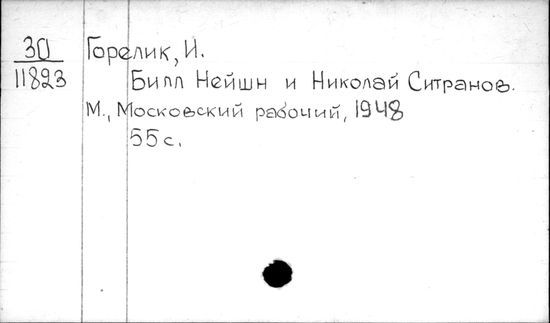 30 Горелик, И.
11823 Билл Нейшн и Николай Ситранов.
М., Московский рабочий, 1948
55 с.